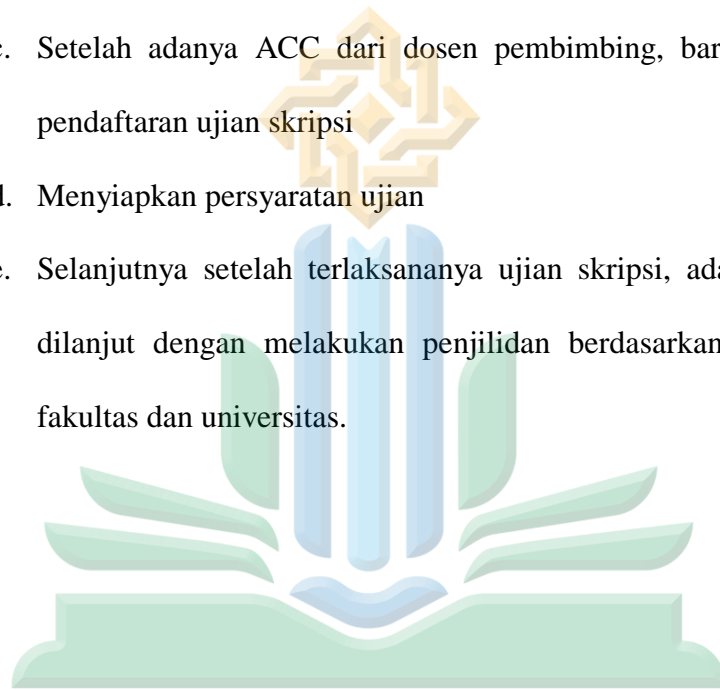 c. Setelah adanya ACC dari dosen pembimbing, bar
pendaftaran ujian skripsi
d. Menyiapkan persyaratan ujian
e. Selanjutnya setelah terlaksananya ujian skripsi, ada
dilanjut dengan melakukan penjilidan berdasarkan
fakultas dan universitas.